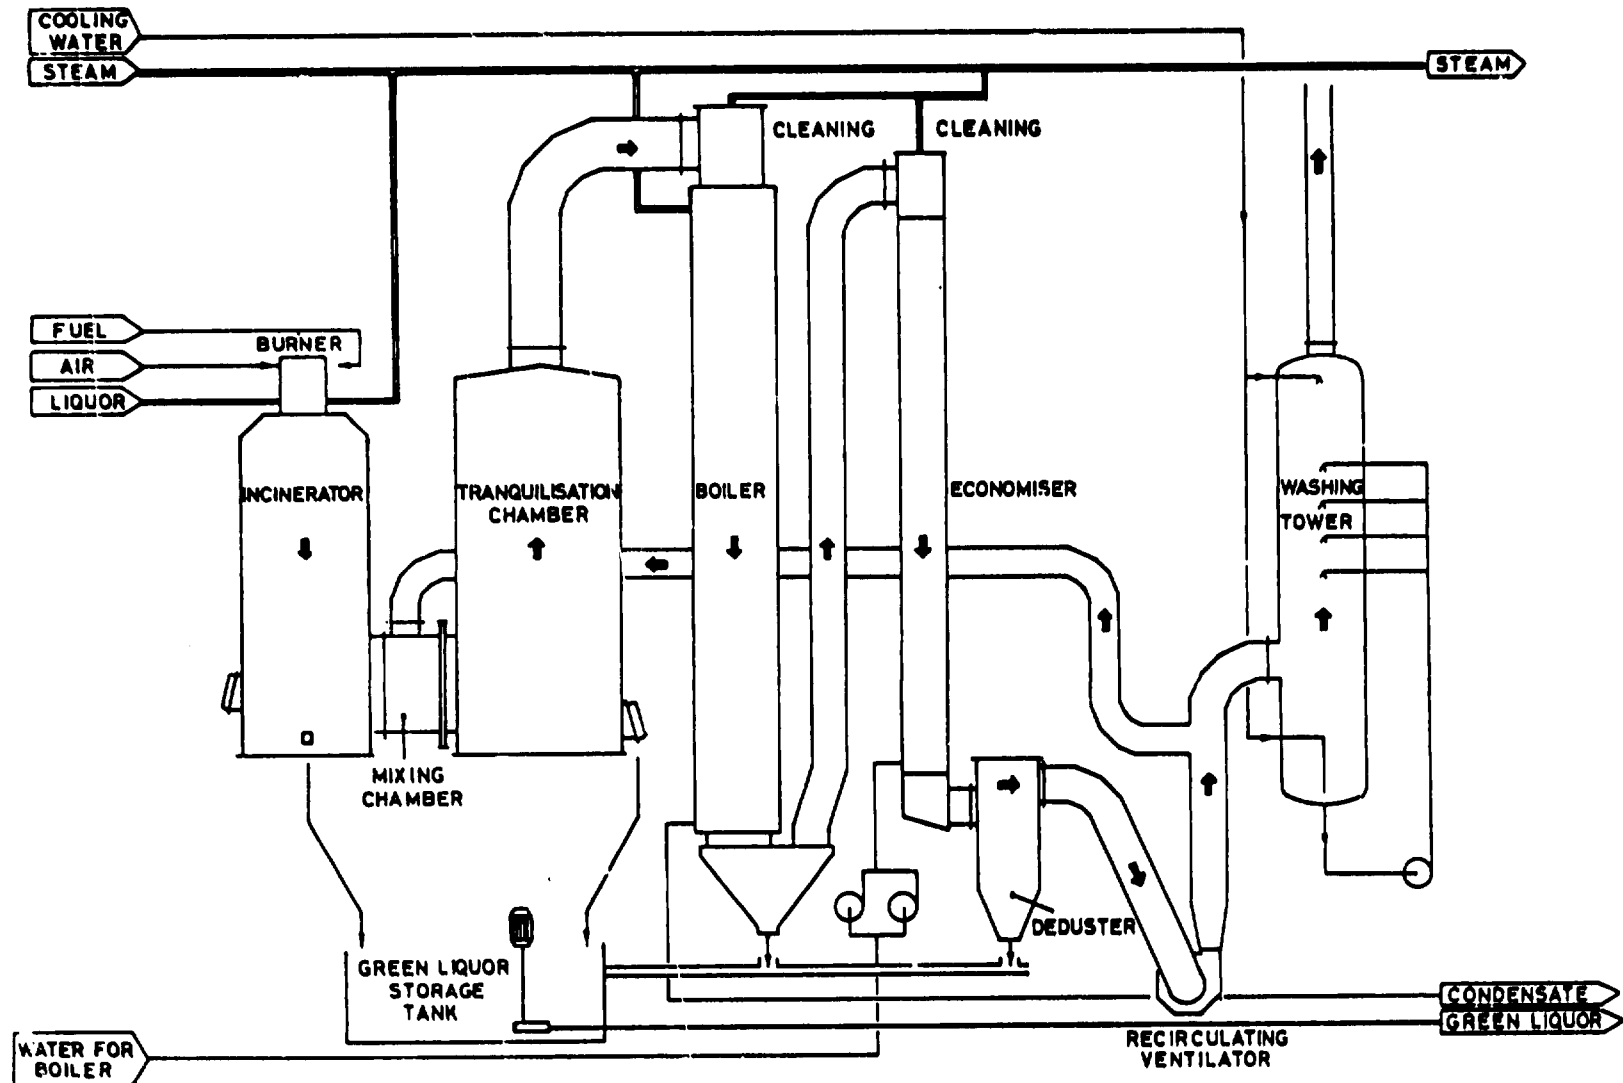 COOLING
WATER
STEAM
STEAM
CLEANING
CLEANING
FUEL
BURNER
AIR
LIQUOR
INCINERATOR
TRANQUILISATION
CHAMBER
BOILER
ECONOMISER
WASHING
TOWER
MIXING
CHAMBER
DEDUSTER
GREEN LIQUOR
STORAGE
TANK
CONDENSATE
GREEN LIQUOR
RECIRCULATING
VENTILATOR
WATER FOR
BOILER